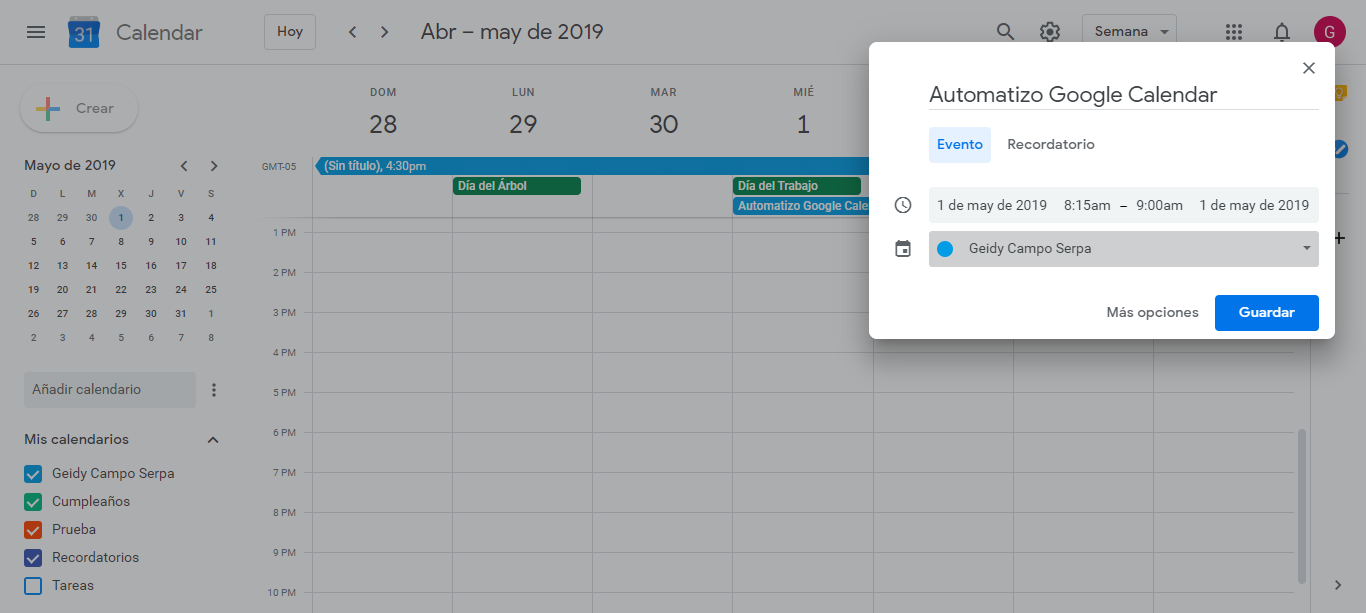 31 Calendar Hoy Abr – may de 2019 Semana G
Crear
Mayo de 2019
D L M X J V S
28 29 30 1 2 3 4
5 6 7 8 9 10 11
12 13 14 15 16 17 18
19 20 21 22 23 24 25
26 27 28 29 30 31 1
2 3 4 5 6 7 8
Añadir calendario
Mis calendarios
Geidy Campo Serpa
Cumpleaños
Prueba
Recordatorios
Tareas
DOM LUN MAR MIÉ
28 29 30 1
GMT-05 (Sin título), 4:30pm
Día del Árbol Día del Trabajo
Automatizo Google Cale
1 PM
2 PM
3 PM
4 PM
5 PM
6 PM
7 PM
8 PM
9 PM
10 PM
Automatizo Google Calendar
Evento Recordatorio
1 de may de 2019 8:15am – 9:00am 1 de may de 2019
Geidy Campo Serpa
Más opciones Guardar